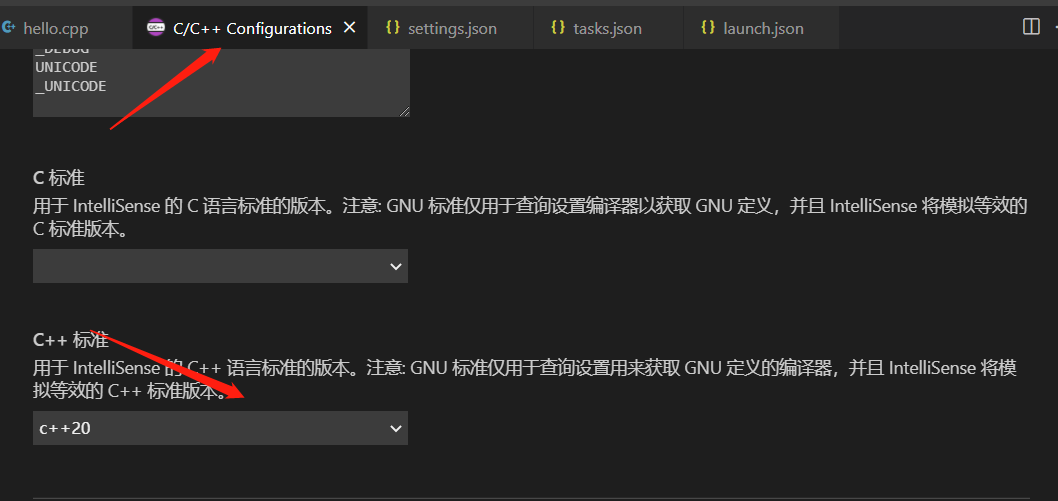 hello.cpp
C/C++ Configurations
settings.json
tasks.json
launch.json
_DEBUG
UNICODE
_UNICODE
C 标准
用于 IntelliSense 的 C 语言标准的版本。注意: GNU 标准仅用于查询设置编译器以获取 GNU 定义，并且 IntelliSense 将模拟等效的
C 标准版本。
C++ 标准
用于 IntelliSense 的 C++ 语言标准的版本。注意: GNU 标准仅用于查询设置用来获取 GNU 定义的编译器，并且 IntelliSense 将模
拟等效的 C++ 标准版本。
c++20